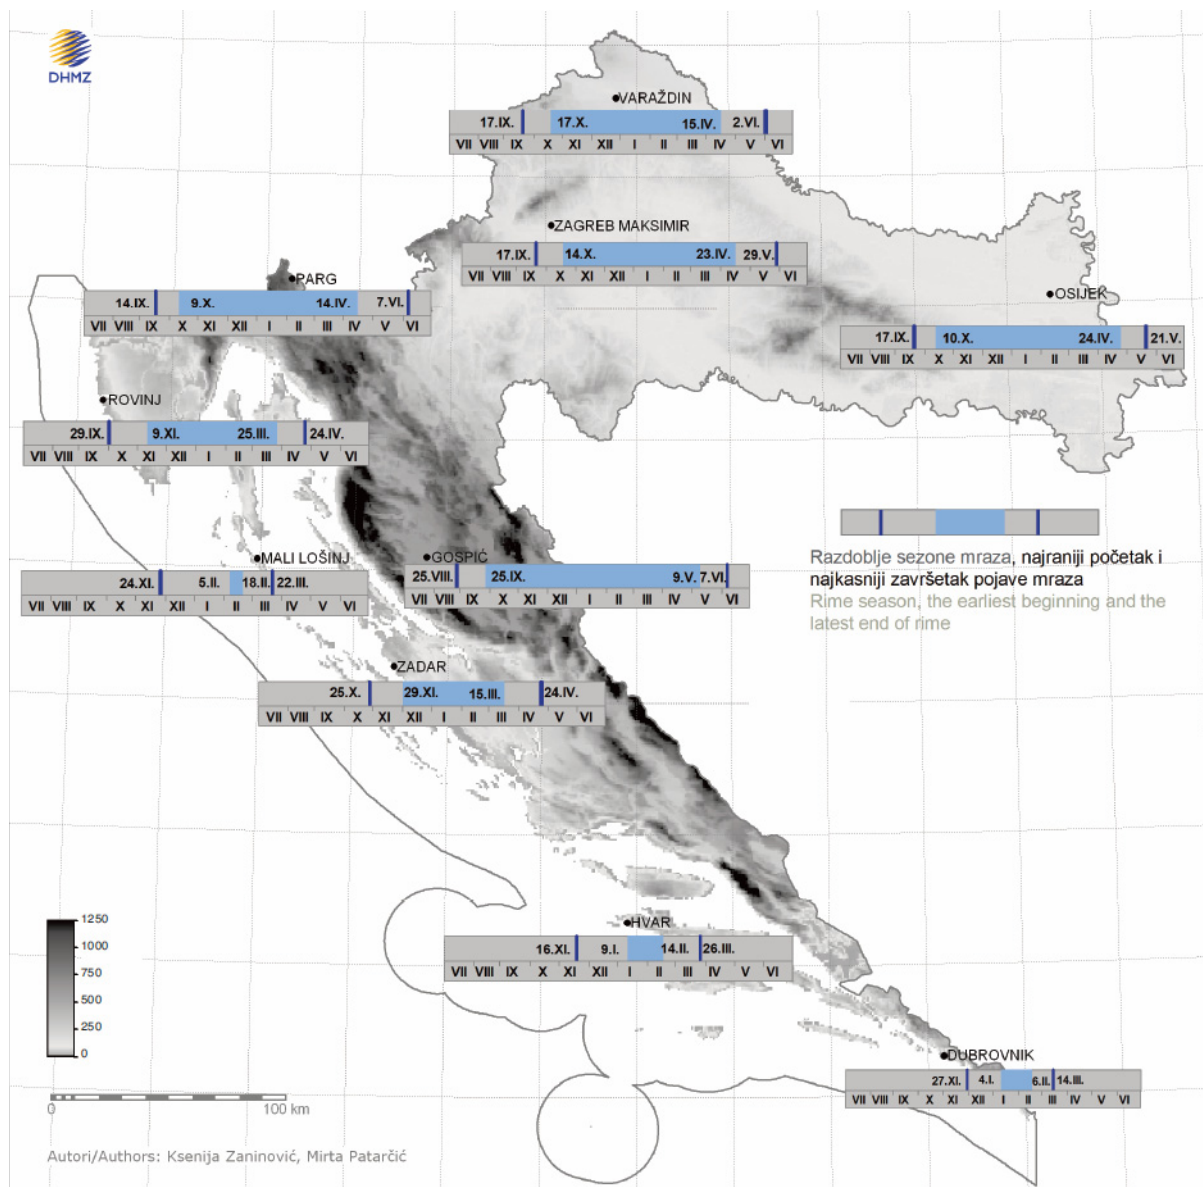 DHMZ
VARAŽDIN
17.IX. 17.X. 15.IV. 2.VI.
VII VIII IX X XI XII I II III IV V VI
ZAGREB MAKSIMIR
17.IX. 14.X. 23.IV. 29.V.
VII VIII IX X XI XII I II III IV V VI
PARG
14.IX. 9.X. 14.IV. 7.VI.
VII VIII IX X XI XII I II III IV V VI
OSIJEK
17.IX. 10.X. 24.IV. 21.V.
VII VIII IX X XI XII I II III IV V VI
ROVINJ
29.IX. 9.XI. 25.III. 24.IV.
VII VIII IX X XI XII I II III IV V VI
MALI LOŠINJ
24.XI. 5.II. 18.II. 22.III.
VII VIII IX X XI XII I II III IV V VI
GOSPIĆ
25.VIII. 25.IX. 9.V. 7.VI.
VII VIII IX X XI XII I II III IV V VI
Razdoblje sezone mraza, najraniji početak i
najkasniji završetak pojave mraza
Rime season, the earliest beginning and the
latest end of rime
ZADAR
25.X. 29.XI. 15.III. 24.IV.
VII VIII IX X XI XII I II III IV V VI
HVAR
16.XI. 9.I. 14.II. 26.III.
VII VIII IX X XI XII I II III IV V VI
DUBROVNIK
27.XI. 4.I. 6.II. 14.III.
VII VIII IX X XI XII I II III IV V VI
1250
1000
750
500
250
0
0 100 km
Autori/Authors: Ksenija Zaninović, Mirta Patarčić